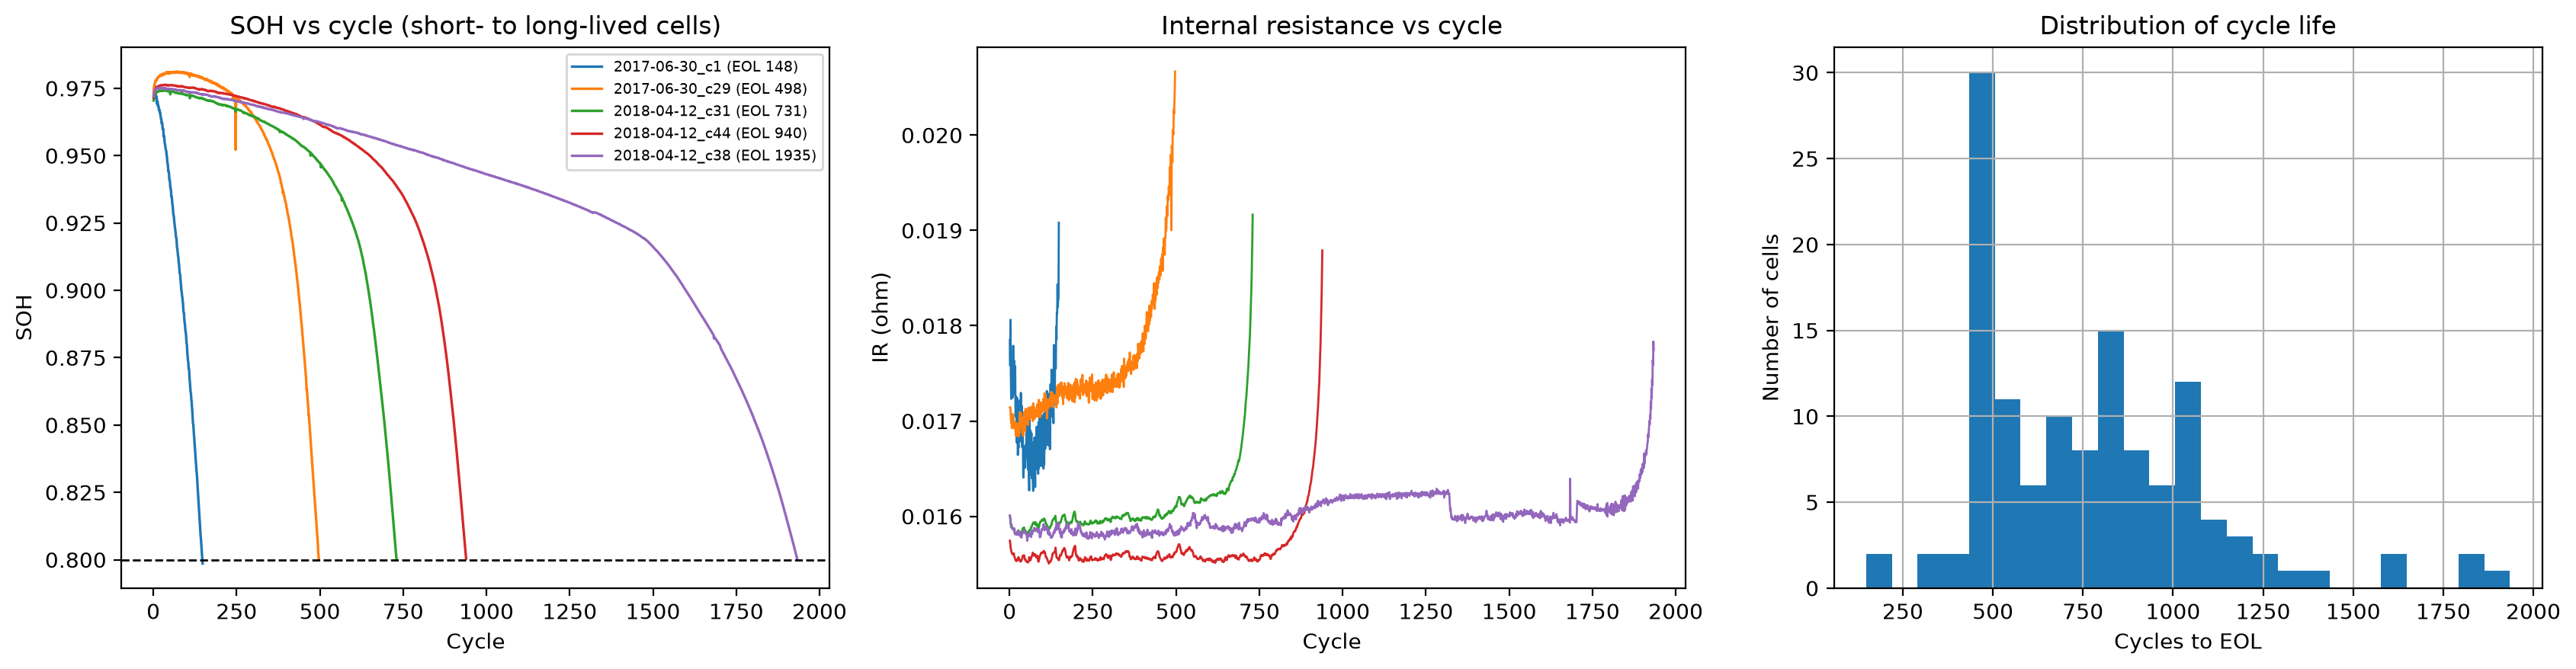 SOH vs cycle (short- to long-lived cells)
SOH
0.975
0.950
0.925
0.900
0.875
0.850
0.825
0.800
2017-06-30_c1 (EOL 148)
2017-06-30_c29 (EOL 498)
2018-04-12_c31 (EOL 731)
2018-04-12_c44 (EOL 940)
2018-04-12_c38 (EOL 1935)
0 250 500 750 1000 1250 1500 1750 2000
Cycle
Internal resistance vs cycle
IR (ohm)
0.020
0.019
0.018
0.017
0.016
0 250 500 750 1000 1250 1500 1750 2000
Cycle
Distribution of cycle life
Number of cells
30
25
20
15
10
5
0
250 500 750 1000 1250 1500 1750 2000
Cycles to EOL